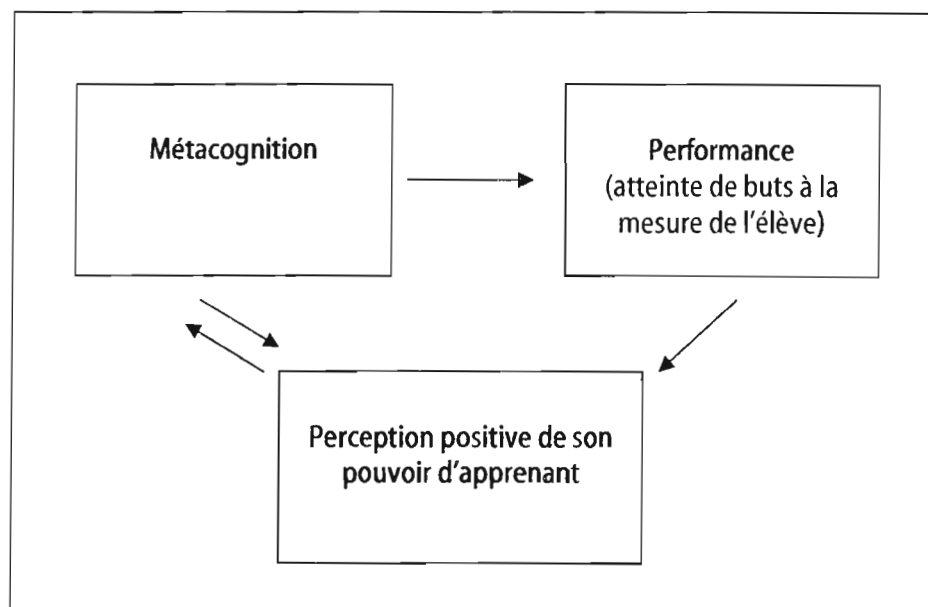 Métacognition
Performance
(atteinte de buts à la
mesure de l'élève)
Perception positive de son
pouvoir d'apprenant